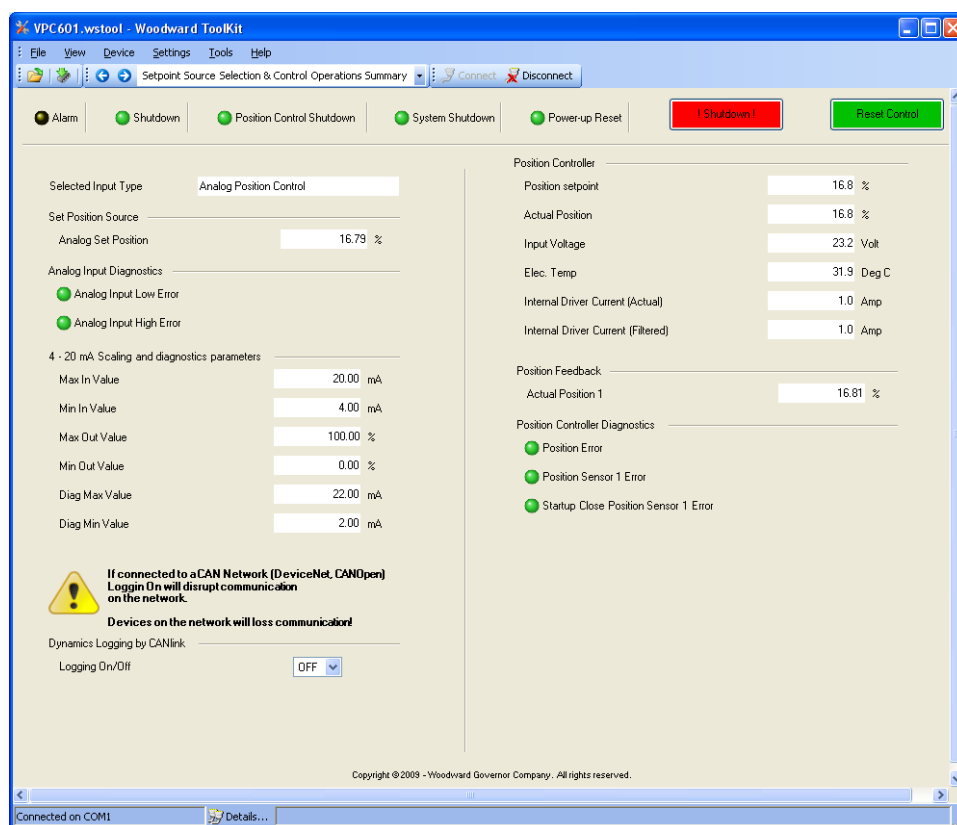 VPC601.wstool - Woodward ToolKit
File View Device Settings Tools Help
Setpoint Source Selection & Control Operations Summary Connect Disconnect
Alarm Shutdown Position Control Shutdown System Shutdown Power-up Reset ! Shutdown ! Reset Control
Selected Input Type Analog Position Control
Set Position Source
Analog Set Position 16.79 %
Analog Input Diagnostics
Analog Input Low Error
Analog Input High Error
4 - 20 mA Scaling and diagnostics parameters
Max In Value 20.00 mA
Min In Value 4.00 mA
Max Out Value 100.00 %
Min Out Value 0.00 %
Diag Max Value 22.00 mA
Diag Min Value 2.00 mA
If connected to a CAN Network (DeviceNet, CANOpen)
Loggin On will disrupt communication
on the network.
Devices on the network will loss communication!
Dynamics Logging by CANlink
Logging On/Off OFF
Position Controller
Position setpoint 16.8 %
Actual Position 16.8 %
Input Voltage 23.2 Volt
Elec. Temp 31.9 Deg C
Internal Driver Current (Actual) 1.0 Amp
Internal Driver Current (Filtered) 1.0 Amp
Position Feedback
Actual Position 1 16.81 %
Position Controller Diagnostics
Position Error
Position Sensor 1 Error
Startup Close Position Sensor 1 Error
Copyright © 2009 - Woodward Governor Company. All rights reserved.
Connected on COM1 Details...